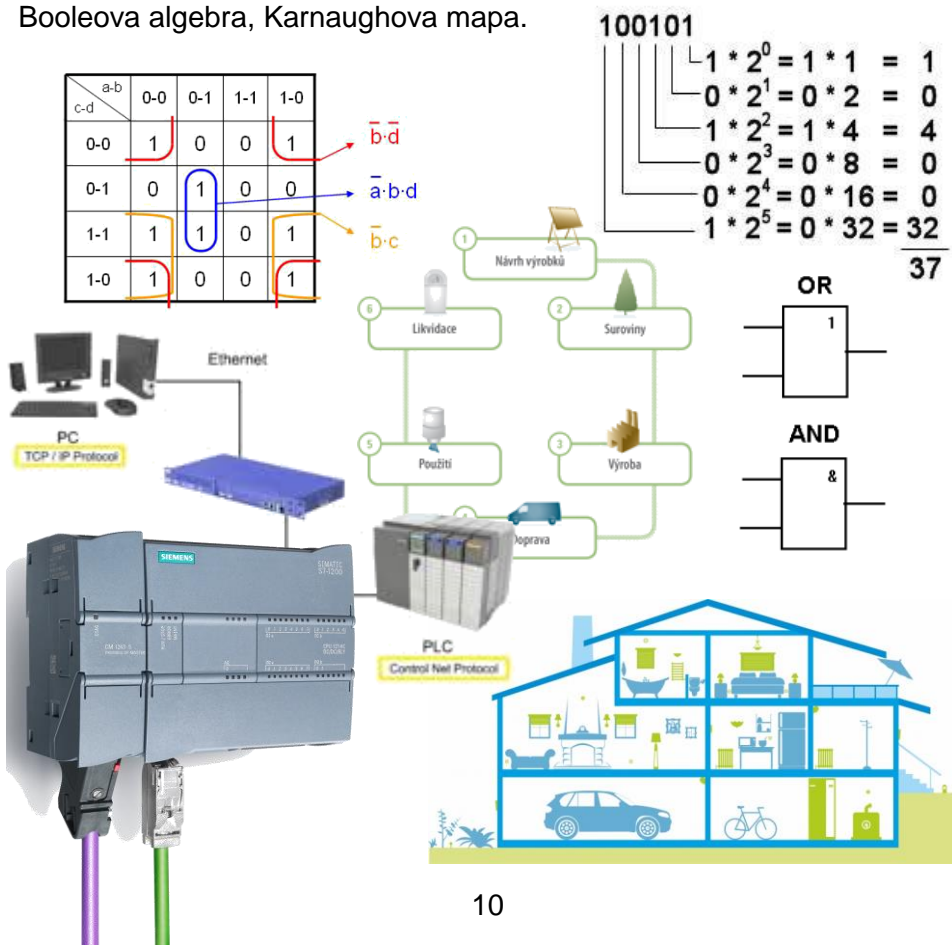 Booleova algebra, Karnaughova mapa.
a-b
c-d
0-0 0-1 1-1 1-0
0-0 1 0 0 1
0-1 0 1 0 0
1-1 1 1 0 1
1-0 1 0 0 1
b̅·d̅
a̅·b·d
b̅·c
100101
1 * 2⁰ = 1 * 1 = 1
0 * 2¹ = 0 * 2 = 0
1 * 2² = 1 * 4 = 4
0 * 2³ = 0 * 8 = 0
0 * 2⁴ = 0 * 16 = 0
1 * 2⁵ = 0 * 32 = 32
37
1
Návrh výrobků
6
Likvidace
2
Suroviny
5
Použití
3
Výroba
Doprava
OR
1
AND
&
Ethernet
PC
TCP / IP Protocol
SIEMENS
SIMATIC
S7-1200
PLC
Control Net Protocol
10